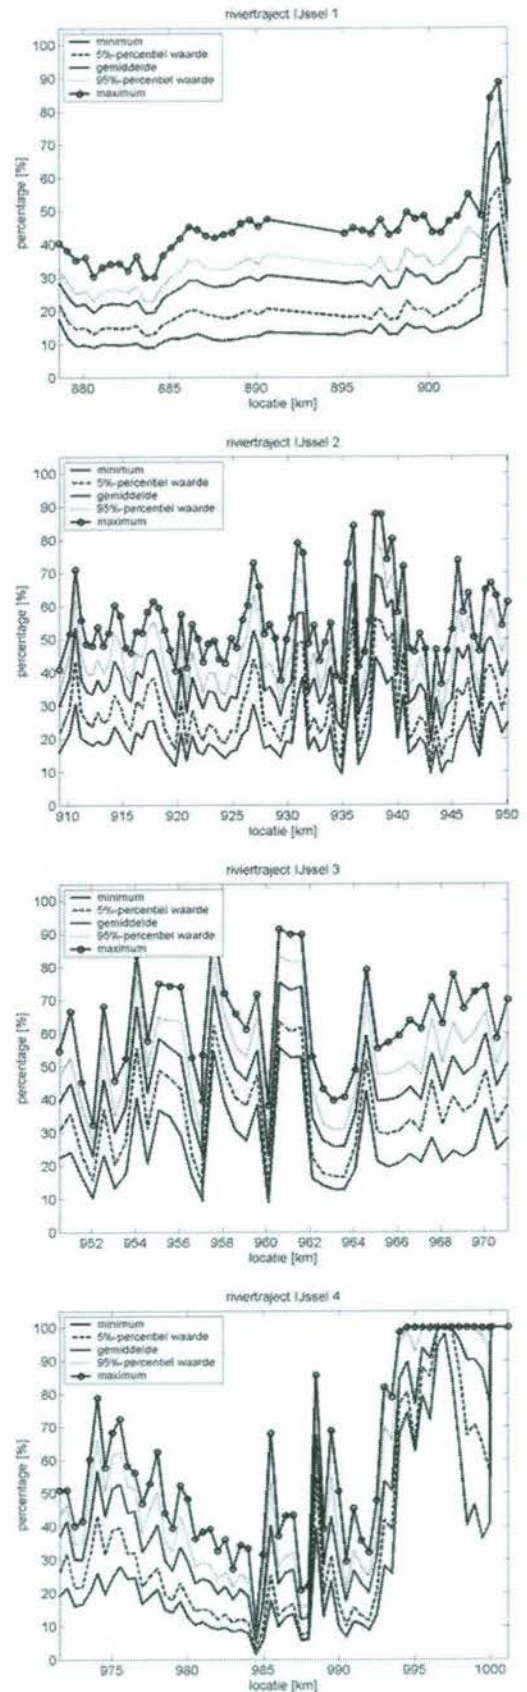 riviertraject IJssel 1
minimum
5%-percentiel waarde
gemiddelde
95%-percentiel waarde
maximum
percentage [%]
100
90
80
70
60
50
40
30
20
10
0
880 885 890 895 900
locatie [km]
riviertraject IJssel 2
minimum
5%-percentiel waarde
gemiddelde
95%-percentiel waarde
maximum
percentage [%]
100
90
80
70
60
50
40
30
20
10
0
910 915 920 925 930 935 940 945 950
locatie [km]
riviertraject IJssel 3
minimum
5%-percentiel waarde
gemiddelde
95%-percentiel waarde
maximum
percentage [%]
100
90
80
70
60
50
40
30
20
10
0
952 954 956 958 960 962 964 966 968 970
locatie [km]
riviertraject IJssel 4
minimum
5%-percentiel waarde
gemiddelde
95%-percentiel waarde
maximum
percentage [%]
100
90
80
70
60
50
40
30
20
10
0
975 980 985 990 995 1000
locatie [km]